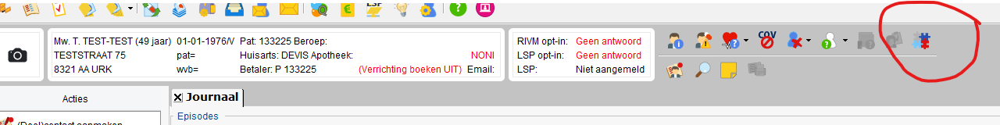 LSP
€
?
Mw. T. TEST-TEST (49 jaar) 01-01-1976/V Pat: 133225 Beroep:
TESTSTRAAT 75 pat= Huisarts: DEVIS Apotheek: NONI
8321 AA URK wb= Betaler: P 133225 (Verrichting boeken UIT) Email:
RIVM opt-in: Geen antwoord
LSP opt-in: Geen antwoord
LSP: Niet aangemeld
COV
Acties
Journaal
(Deel)contact aanmaken
Episodes